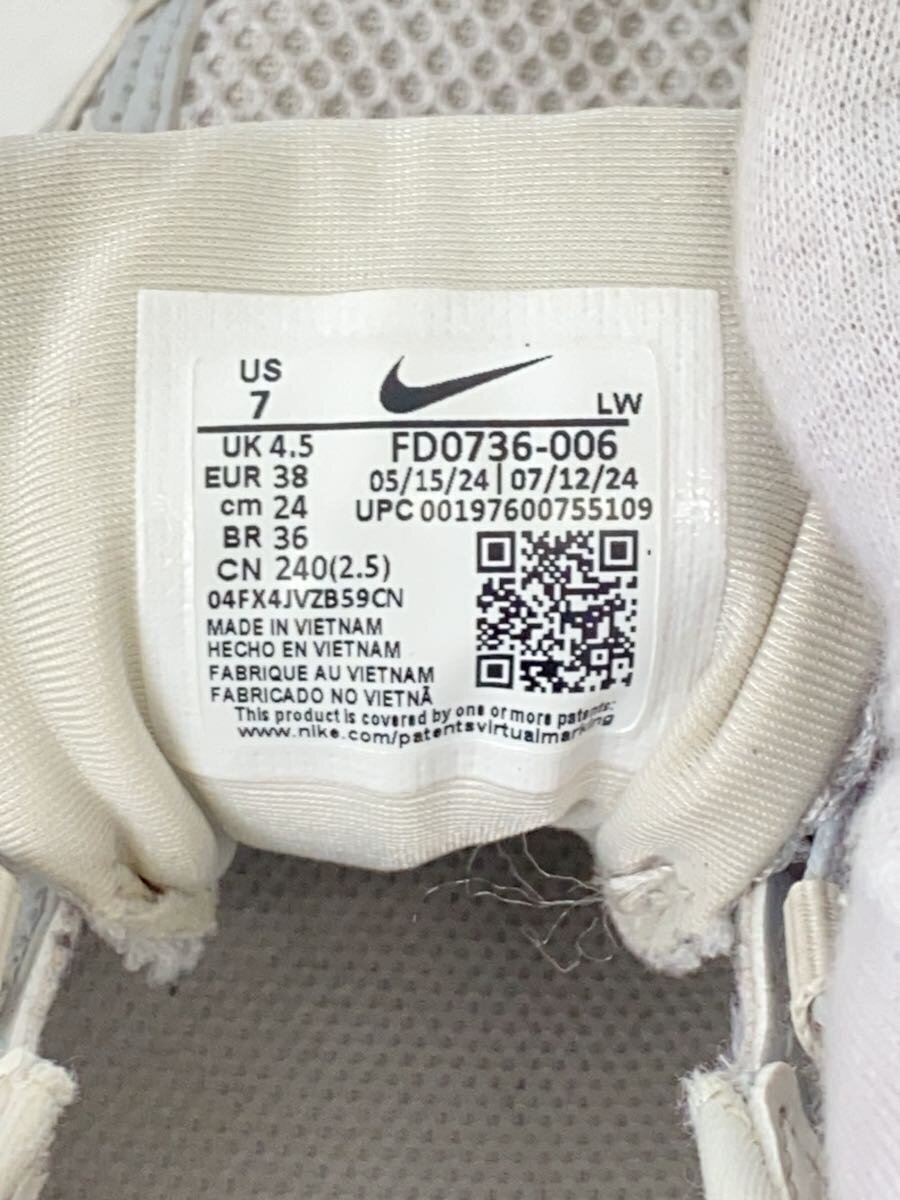 US
7
LW
UK 4.5
EUR 38
cm 24
BR 36
CN 240(2.5)
FD0736-006
05/15/24 | 07/12/24
UPC 00197600755109
04FX4JVZB59CN
MADE IN VIETNAM
HECHO EN VIETNAM
FABRIQUE AU VIETNAM
FABRICADO NO VIETNÃ
This product is covered by one or more patents:
www.nike.com/patentsvirtualmarking